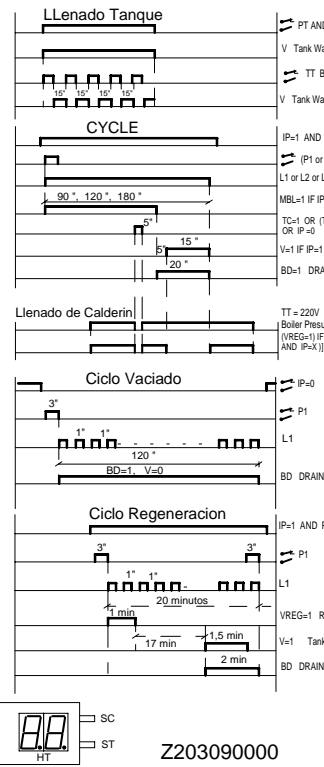 LLenado Tanque
PT AN
V Tank Wa
TT B
15" 15" 15" 15"
V Tank Wa
CYCLE
IP=1 AND
(P1 or
L1 or L2 or L
90 ", 120 ", 180 "
MBL=1 IF IP
5"
TC=1 OR (T
OR IP =0
5" 15 "
V=1 IF IP=1
20 "
BD=1 DRA
Llenado de Calderin
TT = 220V
Boiler Presu
(VREG=1) IF
AND IP=X )]
Ciclo Vaciado
IP=0
3"
P1
1" 1"
L1
120 "
BD=1, V=0
BD DRAIN
Ciclo Regeneracion
IP=1 AND P
3" 3"
P1
1" 1"
L1
20 minutos
1 min
VREG=1 R
17 min 1,5 min
V=1 Tank
2 min
BD DRAIN
SC
ST
HT
Z203090000